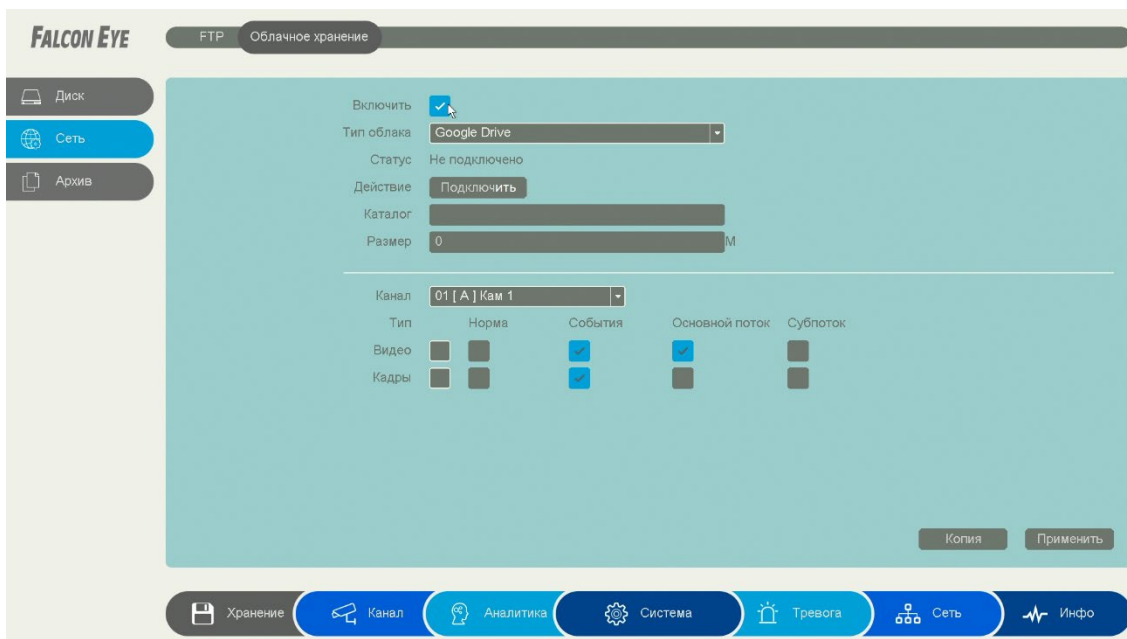 FALCON EYE
FTP Облачное хранение
Диск
Сеть
Архив
Включить
Тип облака Google Drive
Статус Не подключено
Действие Подключить
Каталог
Размер 0 M
Канал 01 [ A ] Кам 1
Тип Норма События Основной поток Субпоток
Видео
Кадры
Копия Применить
Хранение Канал Аналитика Система Тревога Сеть Инфо